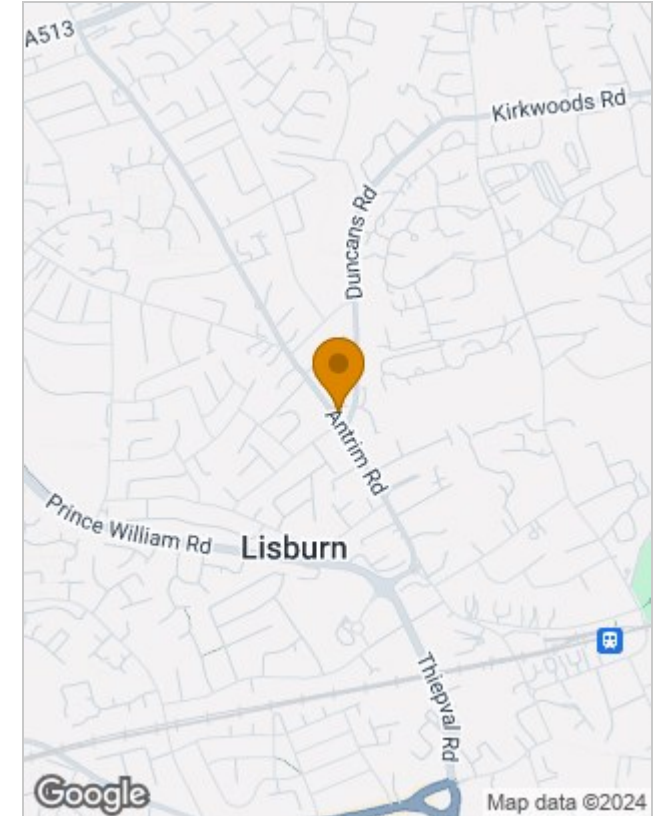 A513
Kirkwoods Rd
Duncans Rd
Antrim Rd
Prince William Rd
Lisburn
Thiepval Rd
Google
Map data ©2024